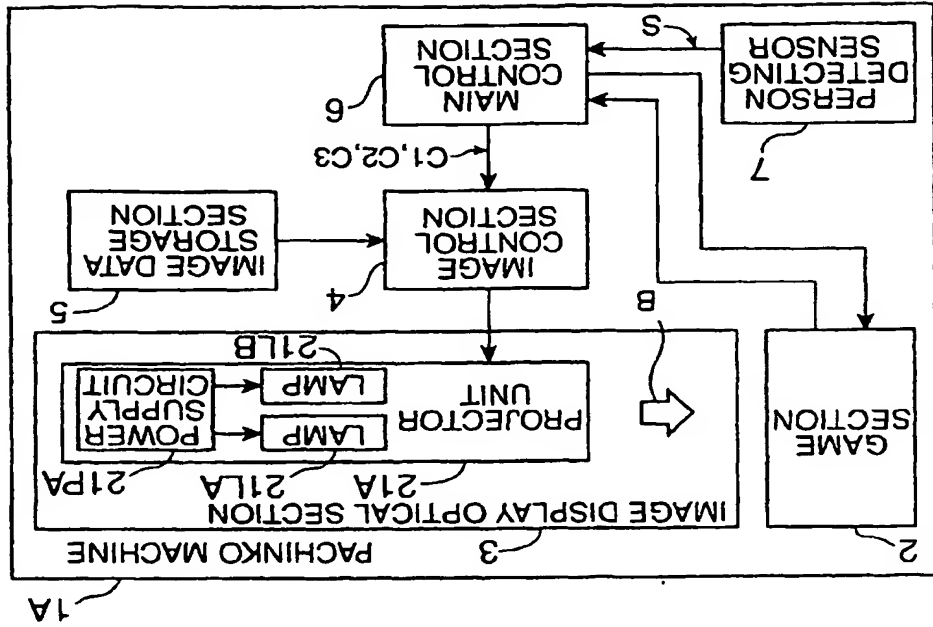 1A
PACHINKO MACHINE
2
3
IMAGE DISPLAY OPTICAL SECTION
21A
21LA
21PA
GAME
SECTION
PROJECTOR
UNIT
LAMP
LAMP
POWER
SUPPLY
CIRCUIT
21LB
B
4
5
IMAGE
CONTROL
SECTION
IMAGE DATA
STORAGE
SECTION
C1,C2,C3
7
6
PERSON
DETECTING
SENSOR
MAIN
CONTROL
SECTION
S